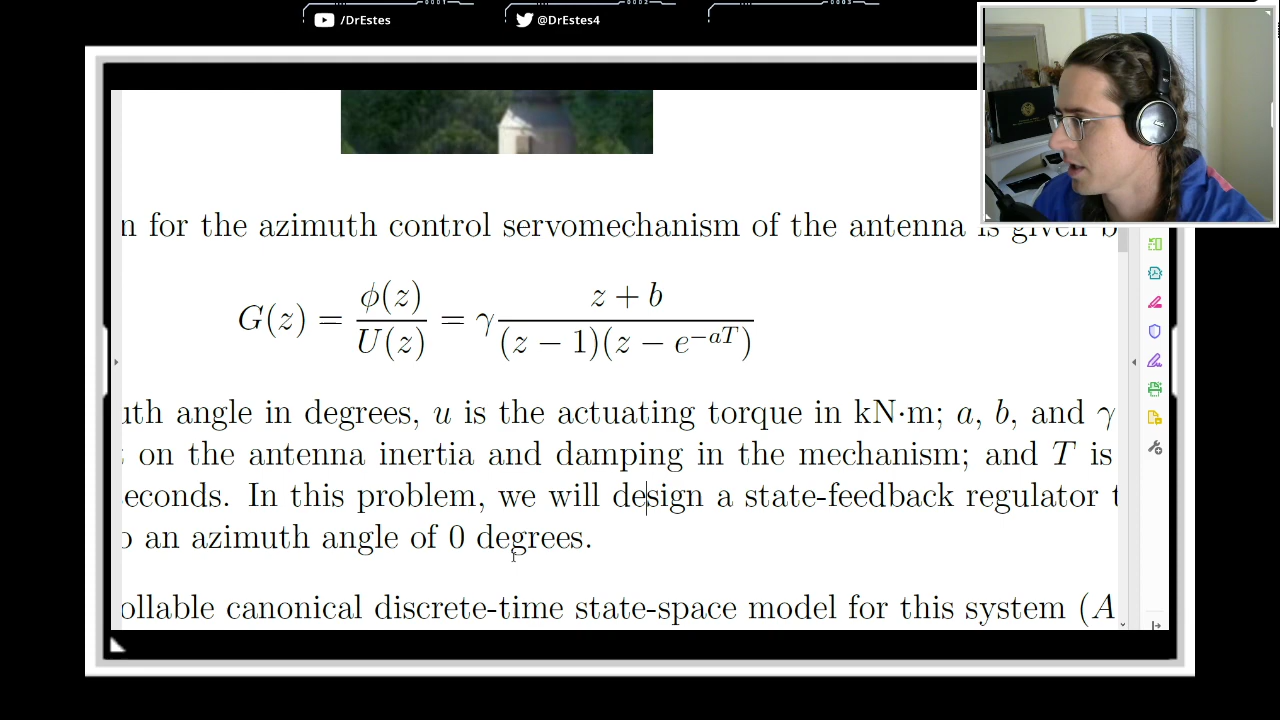 0001
0002
0003
/DrEstes
@DrEstes4
n for the azimuth control servomechanism of the antenna is given b
G(z) = ϕ(z)/U(z) = γ (z + b)/((z − 1)(z − e^{−aT}))
uth angle in degrees, u is the actuating torque in kN·m; a, b, and γ
on the antenna inertia and damping in the mechanism; and T is
econds. In this problem, we will design a state-feedback regulator t
o an azimuth angle of 0 degrees.
ollable canonical discrete-time state-space model for this system (A